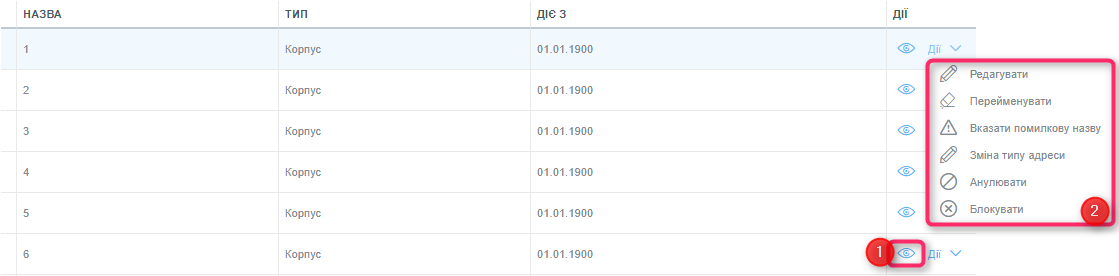 НАЗВА ТИП ДІЄ З ДІЇ
1 Корпус 01.01.1900 Дії
Редагувати
2 Корпус 01.01.1900
Перейменувати
3 Корпус 01.01.1900 Вказати помилкову назву
Зміна типу адреси
4 Корпус 01.01.1900
Анулювати
5 Корпус 01.01.1900 Блокувати 2
6 Корпус 01.01.1900 1 Дії